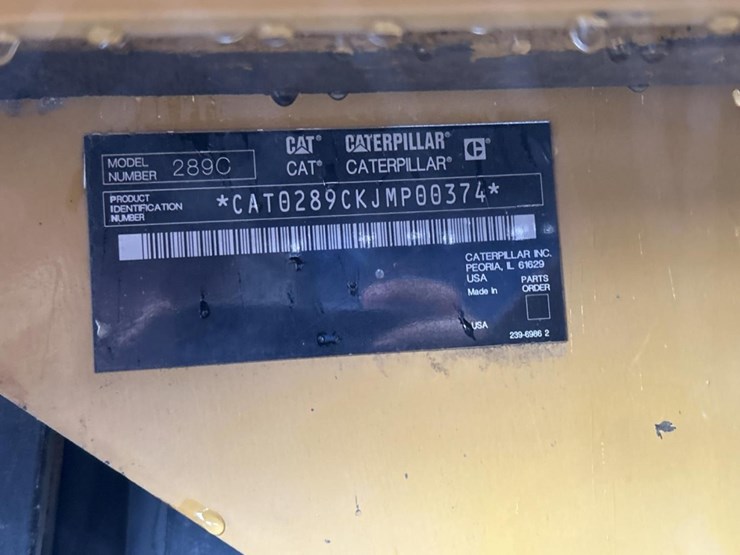 CAT® CATERPILLAR®
CAT® CATERPILLAR®
MODEL NUMBER 289C
PRODUCT IDENTIFICATION NUMBER *CAT0289CKJMP00374*
CATERPILLAR INC.
PEORIA, IL 61629
USA
PARTS ORDER
Made in
USA
239-6986 2